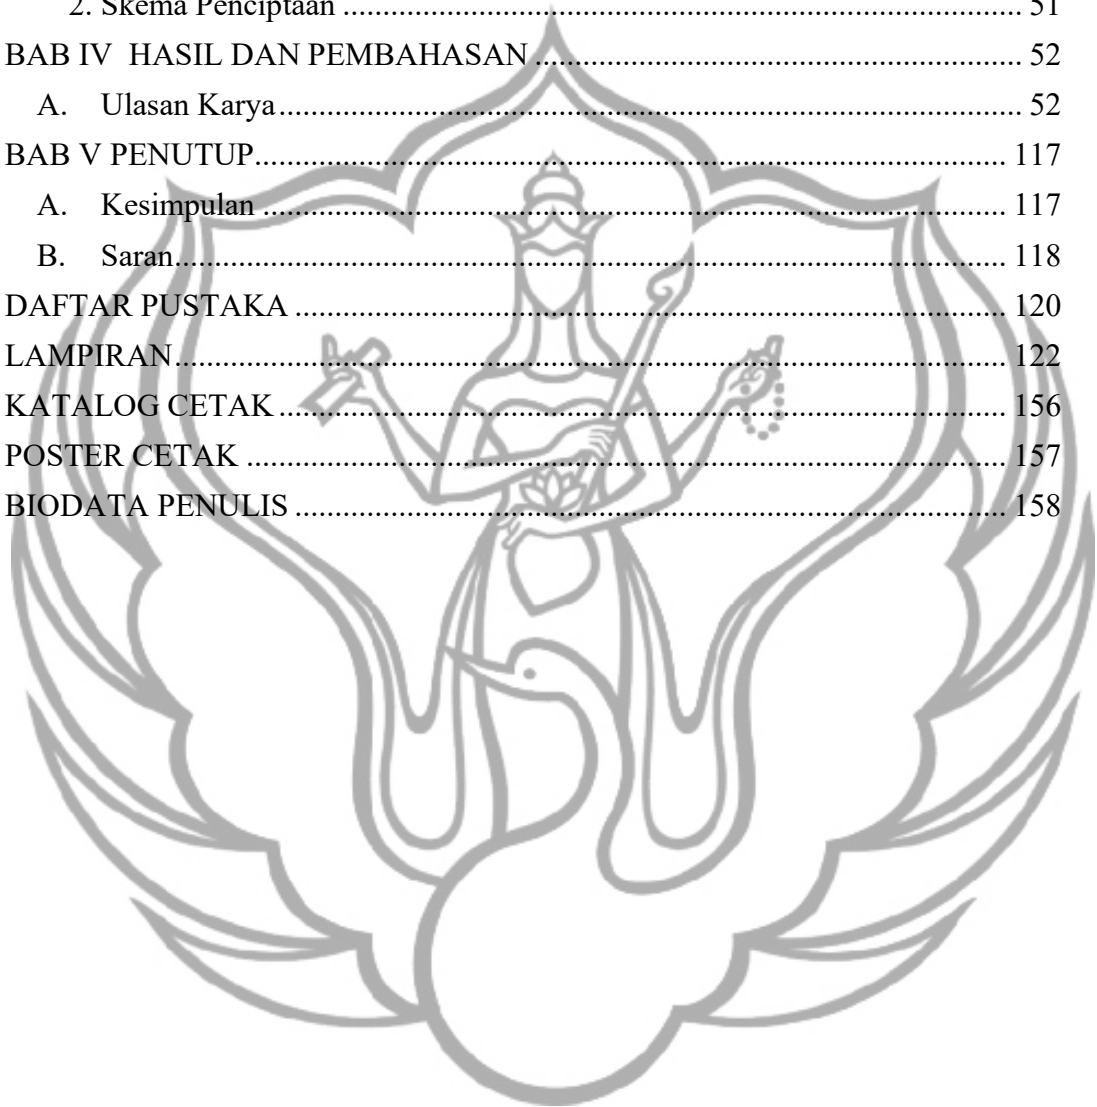 2. Skema Penciptaan ........................................................................................ 51
BAB IV  HASIL DAN PEMBAHASAN .............................................................. 52
A. Ulasan Karya ................................................................................................ 52
BAB V PENUTUP................................................................................................ 117
A. Kesimpulan ................................................................................................ 117
B. Saran........................................................................................................... 118
DAFTAR PUSTAKA ........................................................................................... 120
LAMPIRAN.......................................................................................................... 122
KATALOG CETAK ............................................................................................. 156
POSTER CETAK ................................................................................................. 157
BIODATA PENULIS ........................................................................................... 158